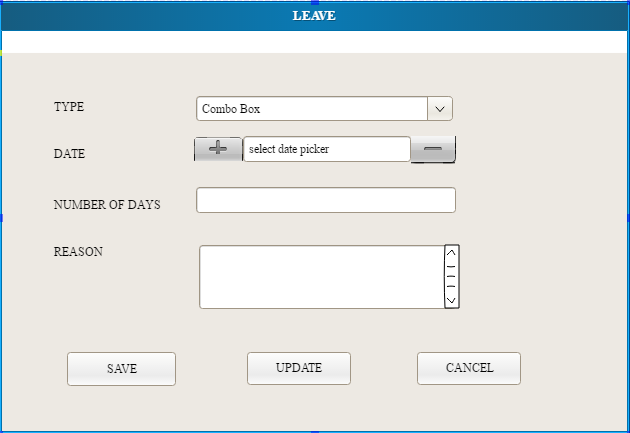 LEAVE
TYPE
Combo Box
DATE
select date picker
NUMBER OF DAYS
REASON
SAVE
UPDATE
CANCEL